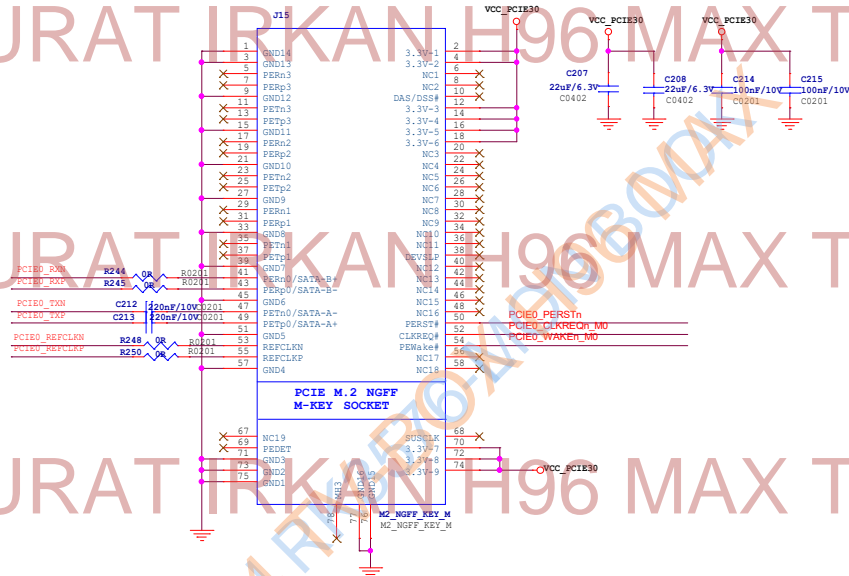 J15
VCC_PCIE30
VCC_PCIE30
VCC_PCIE30
URAT IRKAN H96 MAX T
C207
22uF/6.3V
C0402
C208
22uF/6.3V
C0402
C214
100nF/10V
C0201
C215
100nF/10V
C0201
1 GND14 3.3V-1 2
3 GND13 3.3V-2 4
5 PERn3 NC1 6
7 PERp3 NC2 8
9 GND12 DAS/DSS# 10
11 PETn3 3.3V-3 12
13 PETp3 3.3V-4 14
15 GND11 3.3V-5 16
17 PERn2 3.3V-6 18
19 PERp2 NC3 20
21 GND10 NC4 22
23 PETn2 NC5 24
25 PETp2 NC6 26
27 GND9 NC7 28
29 PERn1 NC8 30
31 PERp1 NC9 32
33 GND8 NC10 34
35 PETn1 NC11 36
37 PETp1 DEVSLP 38
39 GND7 NC12 40
41 PERn0/SATA-B+ NC13 42
43 PERp0/SATA-B- NC14 44
45 GND6 NC15 46
47 PETn0/SATA-A- NC16 48
49 PETp0/SATA-A+ PERST# 50
51 GND5 CLKREQ# 52
53 REFCLKN PEWake# 54
55 REFCLKP NC17 56
57 GND4 NC18 58
URAT IRKAN H96 MAX T
PCIE0_RXN R244 0R R0201
PCIE0_RXP R245 0R R0201
PCIE0_TXN C212 220nF/10V C0201
PCIE0_TXP C213 220nF/10V C0201
PCIE0_REFCLKN R248 0R R0201
PCIE0_REFCLKP R250 0R R0201
PCIE0_PERSTn
PCIE0_CLKREQn_M0
PCIE0_WAKEn_M0
PCIE M.2 NGFF
M-KEY SOCKET
67 NC19 SUSCLK 68
69 PEDET 3.3V-7 70
71 GND3 3.3V-8 72
73 GND2 3.3V-9 74
75 GND1
VCC_PCIE30
URAT IRKAN H96 MAX T
MH3
GND16
GND15
78
77
76
M2_NGFF_KEY_M
M2_NGFF_KEY_M